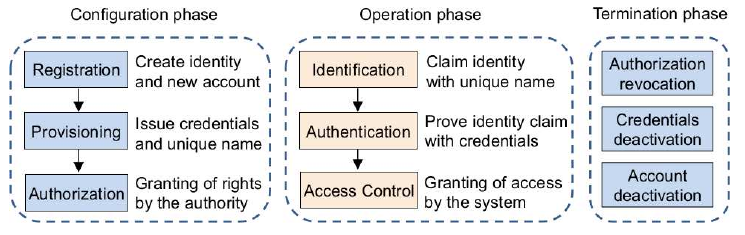 Configuration phase
Registration
Create identity
and new account
Provisioning
Issue credentials
and unique name
Authorization
Granting of rights
by the authority
Operation phase
Identification
Claim identity
with unique name
Authentication
Prove identity claim
with credentials
Access Control
Granting of access
by the system
Termination phase
Authorization
revocation
Credentials
deactivation
Account
deactivation